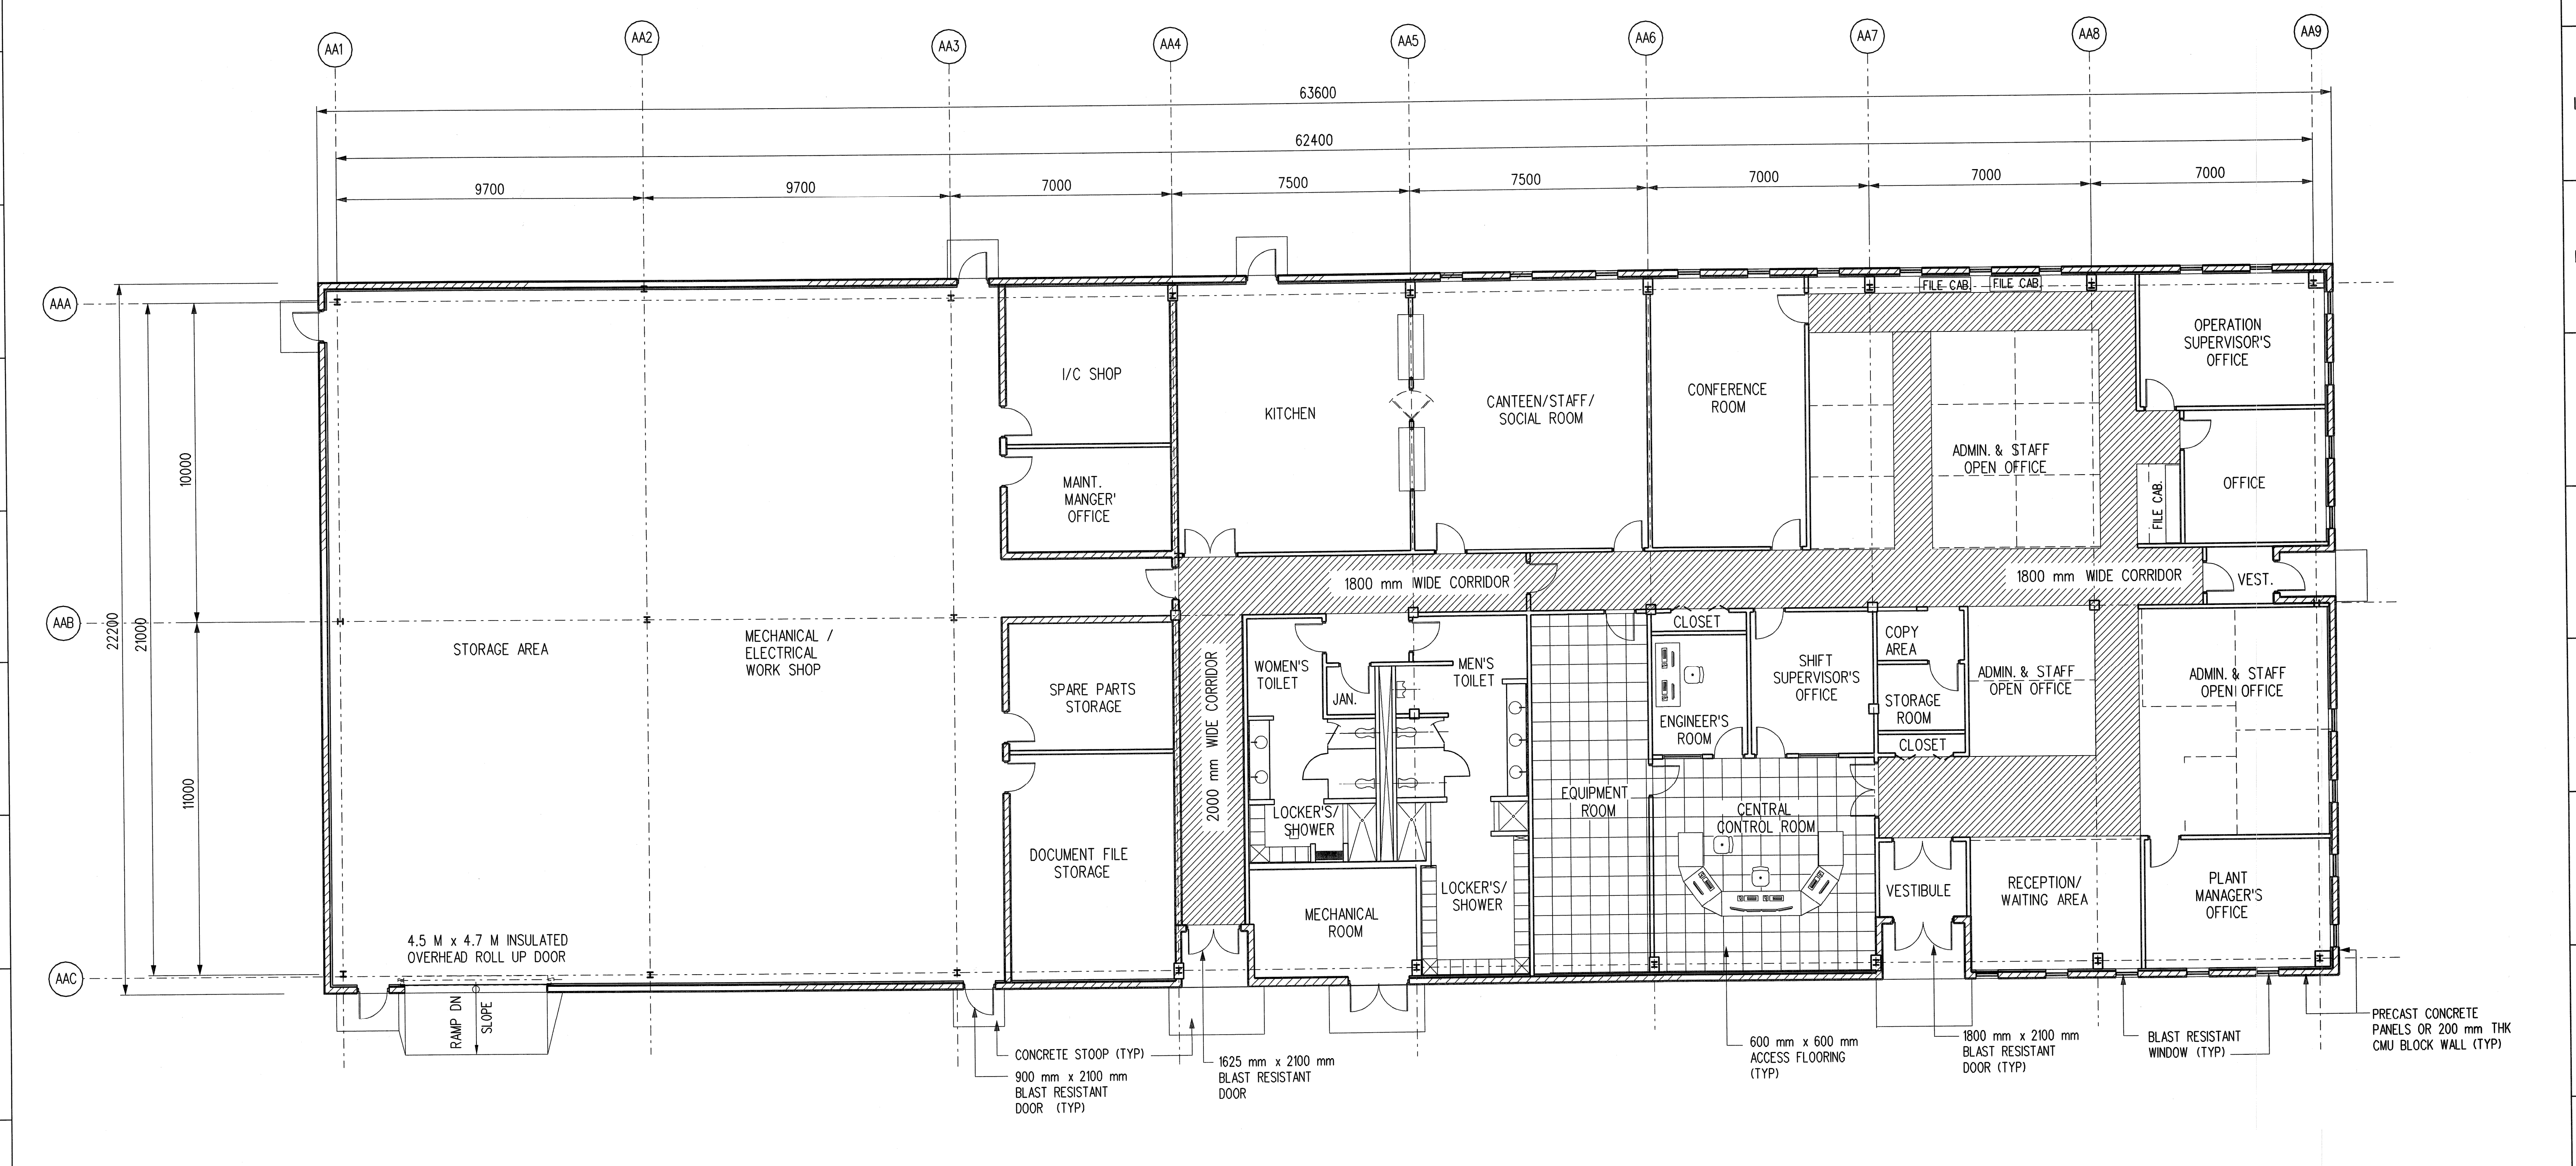 AA1
AA2
AA3
AA4
AA5
AA6
AA7
AA8
AA9
63600
62400
9700
9700
7000
7500
7500
7000
7000
7000
AAA
AAB
AAC
22200
21000
10000
11000
FILE CAB.
FILE CAB.
OPERATION
SUPERVISOR'S
OFFICE
I/C SHOP
KITCHEN
CANTEEN/STAFF/
SOCIAL ROOM
CONFERENCE
ROOM
ADMIN. & STAFF
OPEN OFFICE
MAINT.
MANGER'
OFFICE
OFFICE
FILE CAB.
1800 mm WIDE CORRIDOR
1800 mm WIDE CORRIDOR
VEST.
STORAGE AREA
MECHANICAL /
ELECTRICAL
WORK SHOP
SPARE PARTS
STORAGE
2000 mm WIDE CORRIDOR
WOMEN'S
TOILET
JAN.
MEN'S
TOILET
CLOSET
ENGINEER'S
ROOM
SHIFT
SUPERVISOR'S
OFFICE
COPY
AREA
STORAGE
ROOM
CLOSET
ADMIN. & STAFF
OPEN OFFICE
ADMIN. & STAFF
OPEN OFFICE
LOCKER'S/
SHOWER
EQUIPMENT
ROOM
CENTRAL
CONTROL ROOM
DOCUMENT FILE
STORAGE
MECHANICAL
ROOM
LOCKER'S/
SHOWER
VESTIBULE
RECEPTION/
WAITING AREA
PLANT
MANAGER'S
OFFICE
4.5 M x 4.7 M INSULATED
OVERHEAD ROLL UP DOOR
RAMP DN
SLOPE
CONCRETE STOOP (TYP)
900 mm x 2100 mm
BLAST RESISTANT
DOOR (TYP)
1625 mm x 2100 mm
BLAST RESISTANT
DOOR
600 mm x 600 mm
ACCESS FLOORING
(TYP)
1800 mm x 2100 mm
BLAST RESISTANT
DOOR (TYP)
BLAST RESISTANT
WINDOW (TYP)
PRECAST CONCRETE
PANELS OR 200 mm THK
CMU BLOCK WALL (TYP)